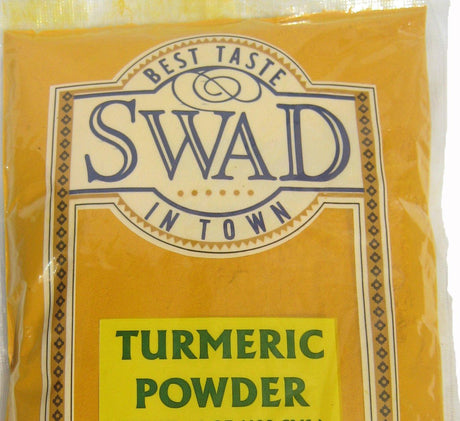 BEST TASTE
SWAD
IN TOWN
TURMERIC
POWDER